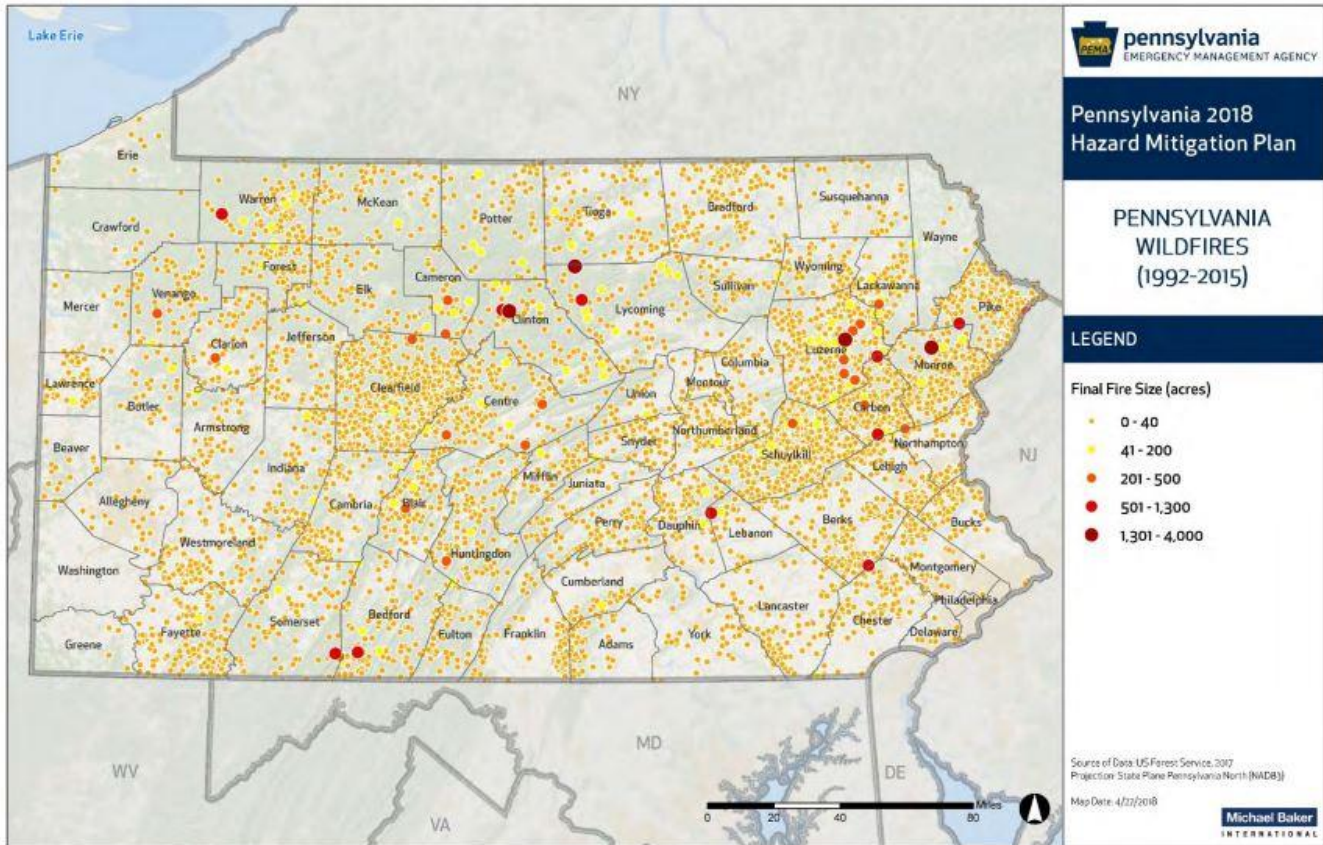 Lake Erie
NY
Erie
Warren
McKean
Potter
Tioga
Bradford
Susquehanna
Crawford
Wayne
Forest
Cameron
Wyoming
Lackawanna
Mercer
Venango
Elk
Sullivan
Pike
Clinton
Lycoming
Clarion
Jefferson
Luzerne
Monroe
Columbia
Lawrence
Clearfield
Montour
Butler
Centre
Union
Carbon
Armstrong
Northumberland
Northampton
Beaver
Snyder
Schuylkill
Lehigh
NJ
Indiana
Mifflin
Allegheny
Cambria
Blair
Juniata
Perry
Dauphin
Berks
Bucks
Westmoreland
Lebanon
Huntingdon
Montgomery
Washington
Cumberland
Philadelphia
Somerset
Bedford
Lancaster
Chester
Greene
Fayette
Fulton
Franklin
Adams
York
Delaware
WV
MD
DE
VA
0 20 40 80 Miles
PEMA
pennsylvania
EMERGENCY MANAGEMENT AGENCY
Pennsylvania 2018
Hazard Mitigation Plan
PENNSYLVANIA
WILDFIRES
(1992-2015)
LEGEND
Final Fire Size (acres)
0 - 40
41 - 200
201 - 500
501 - 1,300
1,301 - 4,000
Source of Data: US Forest Service, 2017
Projection: State Plane Pennsylvania North (NAD83)
Map Date: 4/27/2018
Michael Baker
INTERNATIONAL